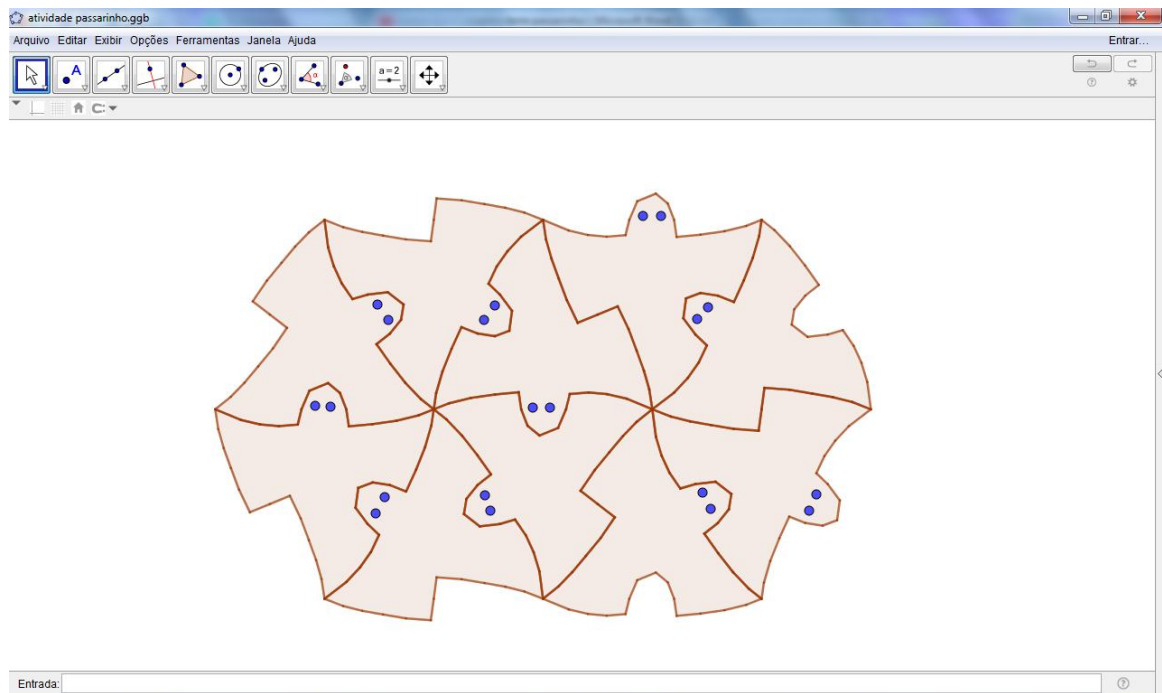 atividade passarinho.ggb
Arquivo Editar Exibir Opções Ferramentas Janela Ajuda
Entrar...
A
α
a=2
Entrada: